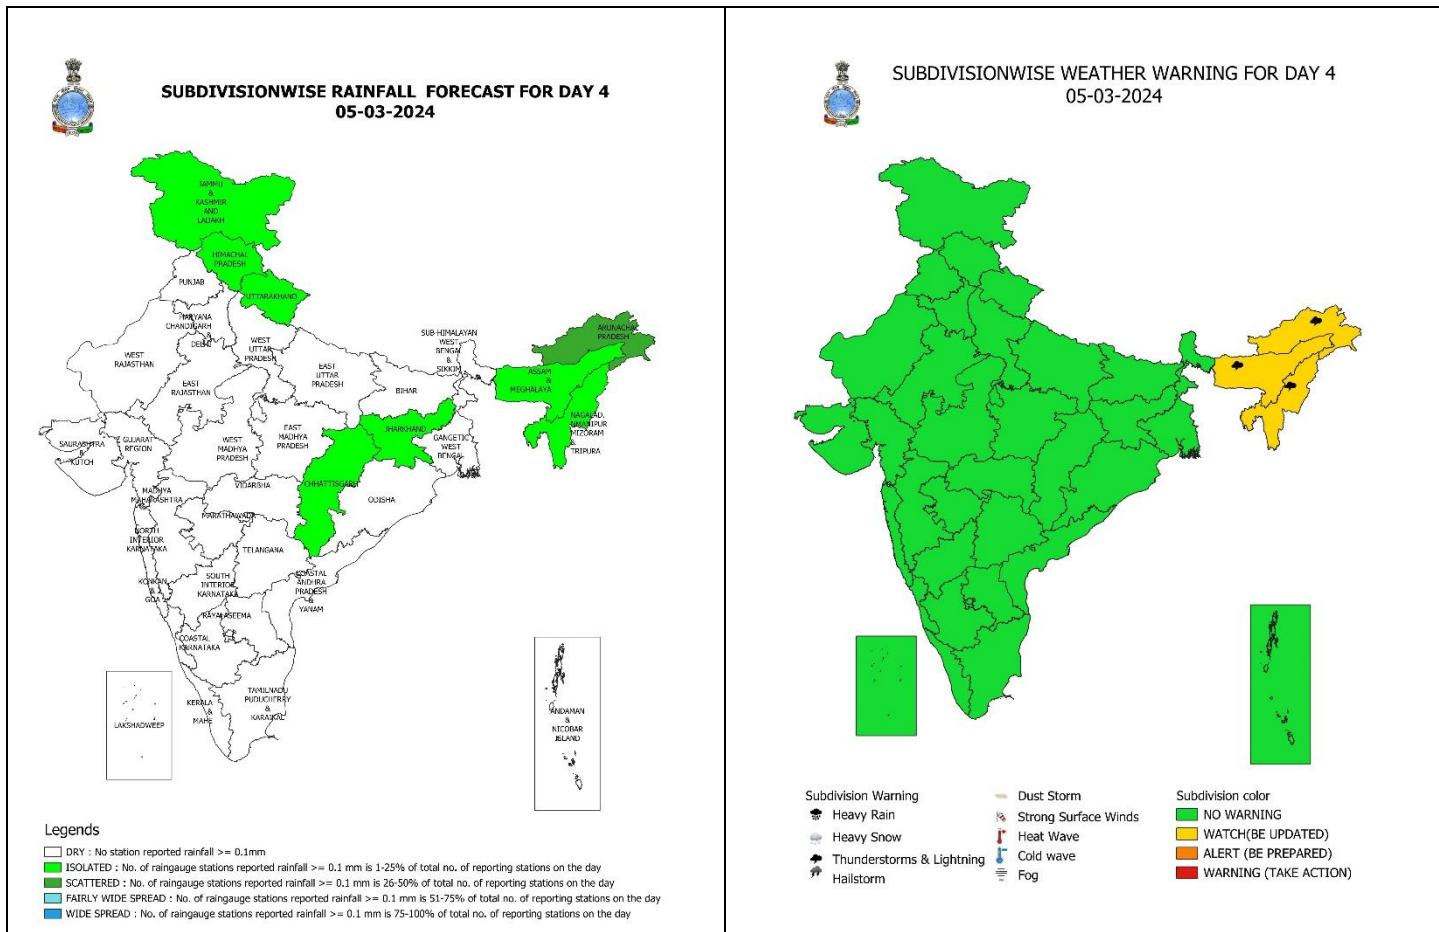 SUBDIVISIONWISE RAINFALL FORECAST FOR DAY 4
05-03-2024
JAMMU
&
KASHMIR
AND
LADAKH
HIMACHAL
PRADESH
PUNJAB
UTTARAKHAND
HARYANA
CHANDIGARH
&
DELHI
WEST
RAJASTHAN
WEST
UTTAR
PRADESH
EAST
UTTAR
PRADESH
SUB-HIMALAYAN
WEST
BENGAL
&
SIKKIM
ARUNACHAL
PRADESH
EAST
RAJASTHAN
BIHAR
ASSAM
&
MEGHALAYA
NAGALAD,
MANIPUR
MIZORAM
&
TRIPURA
SAURASHTRA
&
KUTCH
GUJARAT
REGION
WEST
MADHYA
PRADESH
EAST
MADHYA
PRADESH
JHARKHAND
GANGETIC
WEST
BENGAL
CHHATTISGARH
ODISHA
VIDARBHA
MADHYA
MAHARASHTRA
MARATHAWADA
NORTH
INTERIOR
KARNATAKA
TELANGANA
KONKAN
&
GOA
SOUTH
INTERIOR
KARNATAKA
COASTAL
ANDHRA
PRADESH
&
YANAM
RAYALASEEMA
COASTAL
KARNATAKA
KERALA
&
MAHE
TAMILNADU
PUDUCHERRY
&
KARAIKAL
LAKSHADWEEP
ANDAMAN
&
NICOBAR
ISLAND
Legends
DRY : No station reported rainfall >= 0.1mm
ISOLATED : No. of raingauge stations reported rainfall >= 0.1 mm is 1-25% of total no. of reporting stations on the day
SCATTERED : No. of raingauge stations reported rainfall >= 0.1 mm is 26-50% of total no. of reporting stations on the day
FAIRLY WIDE SPREAD : No. of raingauge stations reported rainfall >= 0.1 mm is 51-75% of total no. of reporting stations on the day
WIDE SPREAD : No. of raingauge stations reported rainfall >= 0.1 mm is 75-100% of total no. of reporting stations on the day
SUBDIVISIONWISE WEATHER WARNING FOR DAY 4
05-03-2024
Subdivision Warning
Heavy Rain
Heavy Snow
Thunderstorms & Lightning
Hailstorm
Dust Storm
Strong Surface Winds
Heat Wave
Cold wave
Fog
Subdivision color
NO WARNING
WATCH(BE UPDATED)
ALERT (BE PREPARED)
WARNING (TAKE ACTION)